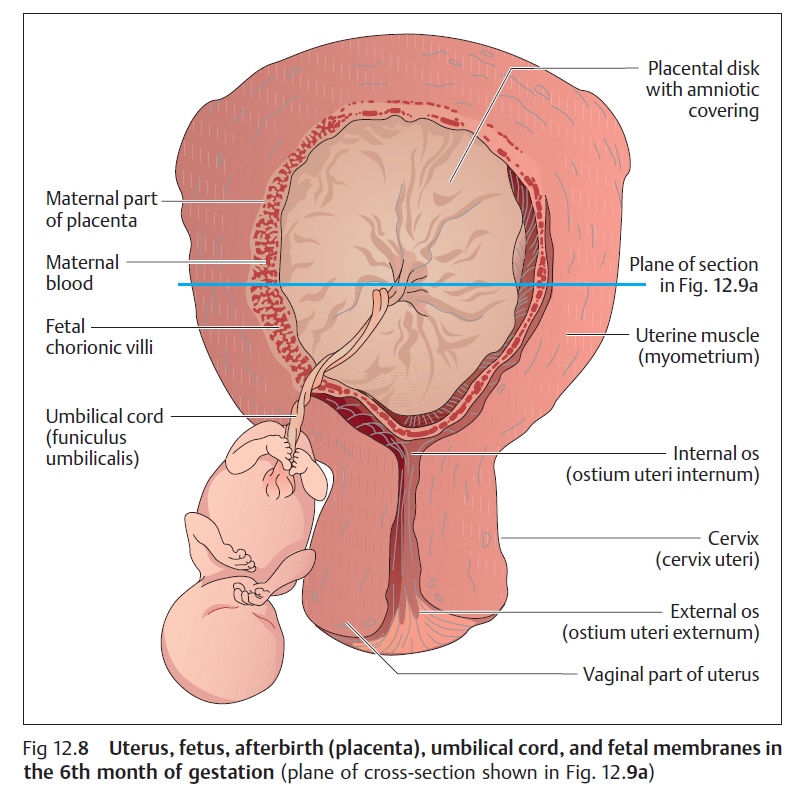 Placental disk
with amniotic
covering
Maternal part
of placenta
Maternal
blood
Plane of section
in Fig. 12.9a
Fetal
chorionic villi
Uterine muscle
(myometrium)
Umbilical cord
(funiculus
umbilicalis)
Internal os
(ostium uteri internum)
Cervix
(cervix uteri)
External os
(ostium uteri externum)
Vaginal part of uterus
Fig 12.8 Uterus, fetus, afterbirth (placenta), umbilical cord, and fetal membranes in
the 6th month of gestation (plane of cross-section shown in Fig. 12.9a)